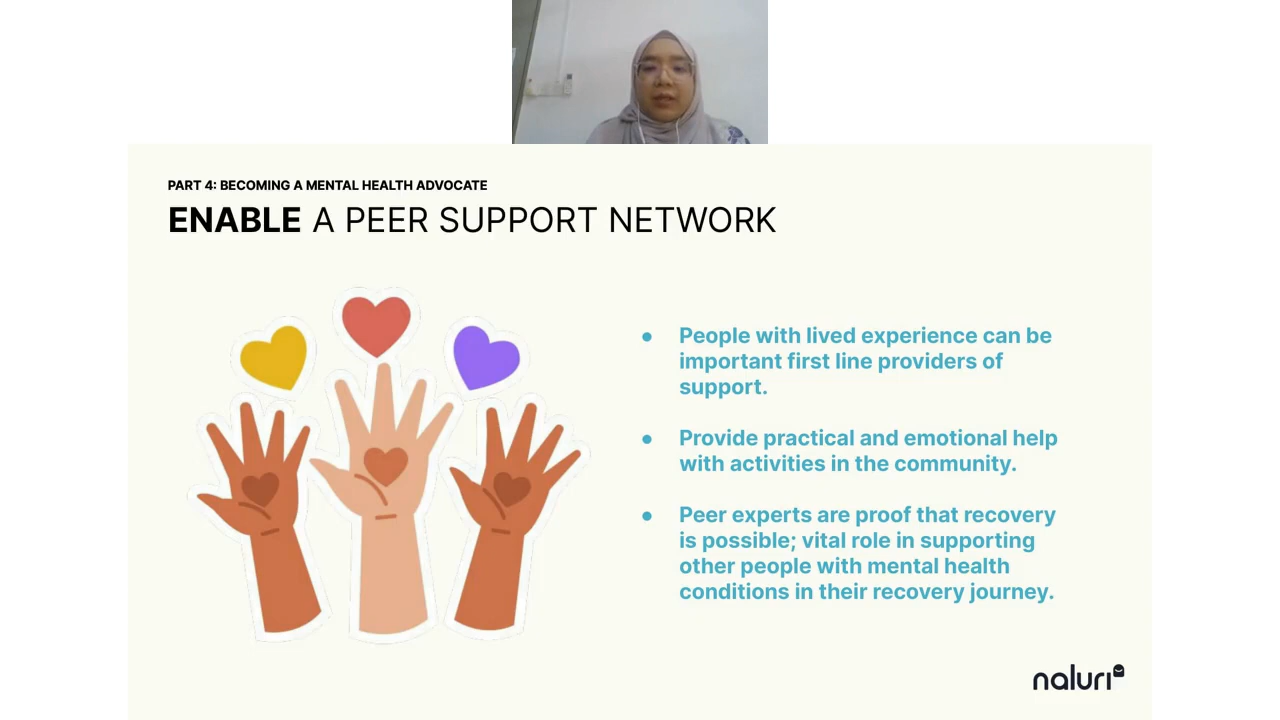 PART 4: BECOMING A MENTAL HEALTH ADVOCATE
ENABLE A PEER SUPPORT NETWORK
● People with lived experience can be
important first line providers of
support.
● Provide practical and emotional help
with activities in the community.
● Peer experts are proof that recovery
is possible; vital role in supporting
other people with mental health
conditions in their recovery journey.
naluri